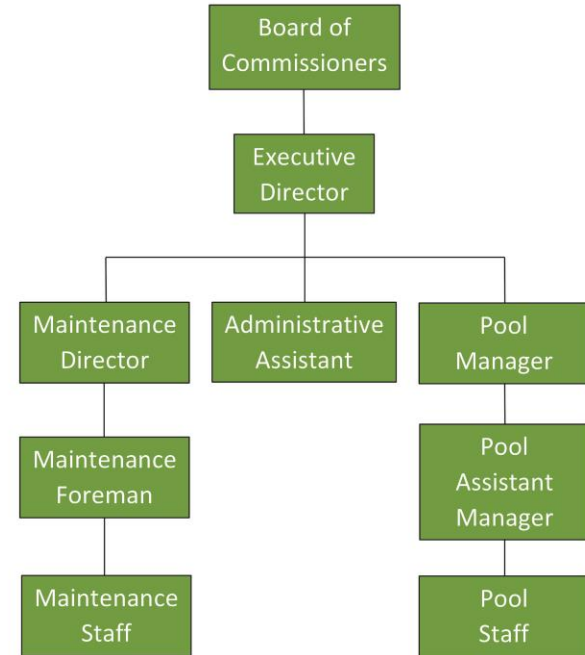 Board of
Commissioners
Executive
Director
Maintenance
Director
Administrative
Assistant
Pool
Manager
Maintenance
Foreman
Pool
Assistant
Manager
Maintenance
Staff
Pool
Staff